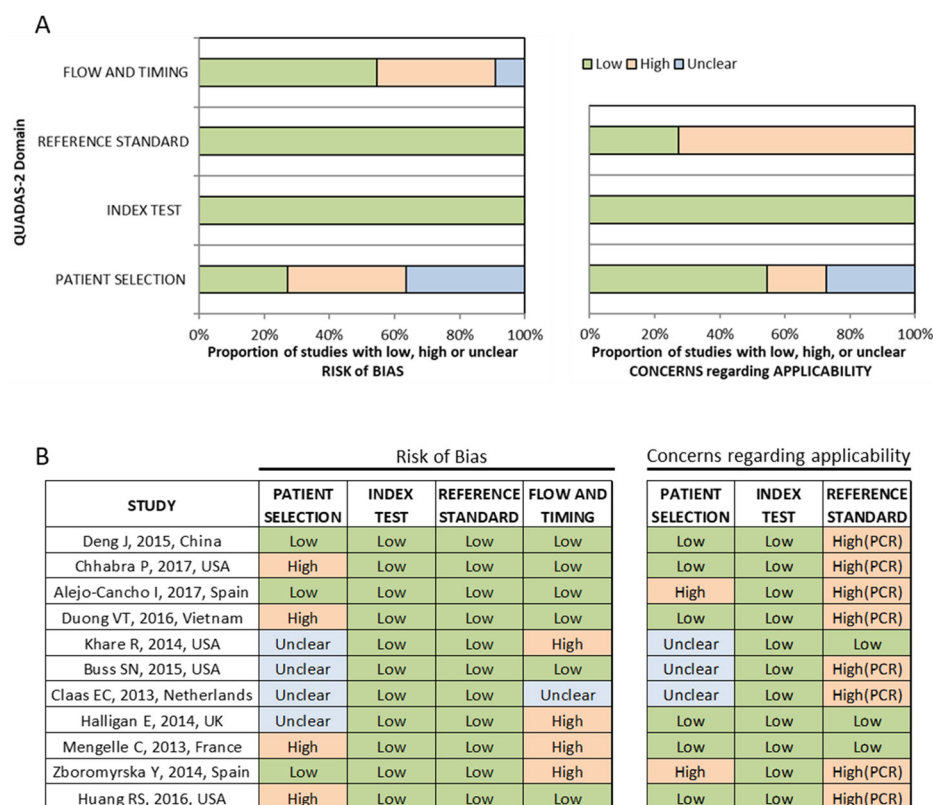 A
QUADAS-2 Domain
FLOW AND TIMING
REFERENCE STANDARD
INDEX TEST
PATIENT SELECTION
0% 20% 40% 60% 80% 100%
Proportion of studies with low, high or unclear
RISK of BIAS
Low High Unclear
0% 20% 40% 60% 80% 100%
Proportion of studies with low, high, or unclear
CONCERNS regarding APPLICABILITY
B
Risk of Bias Concerns regarding applicability
STUDY PATIENT SELECTION INDEX TEST REFERENCE STANDARD FLOW AND TIMING PATIENT SELECTION INDEX TEST REFERENCE STANDARD
Deng J, 2015, China Low Low Low Low Low Low High(PCR)
Chhabra P, 2017, USA High Low Low Low Low Low High(PCR)
Alejo-Cancho I, 2017, Spain Low Low Low Low High Low High(PCR)
Duong VT, 2016, Vietnam High Low Low Low Low Low High(PCR)
Khare R, 2014, USA Unclear Low Low High Unclear Low Low
Buss SN, 2015, USA Unclear Low Low Low Unclear Low High(PCR)
Claas EC, 2013, Netherlands Unclear Low Low Unclear Unclear Low High(PCR)
Halligan E, 2014, UK Unclear Low Low High Low Low Low
Mengelle C, 2013, France High Low Low High Low Low Low
Zboromyrska Y, 2014, Spain Low Low Low High High Low High(PCR)
Huang RS, 2016, USA High Low Low Low Low Low High(PCR)